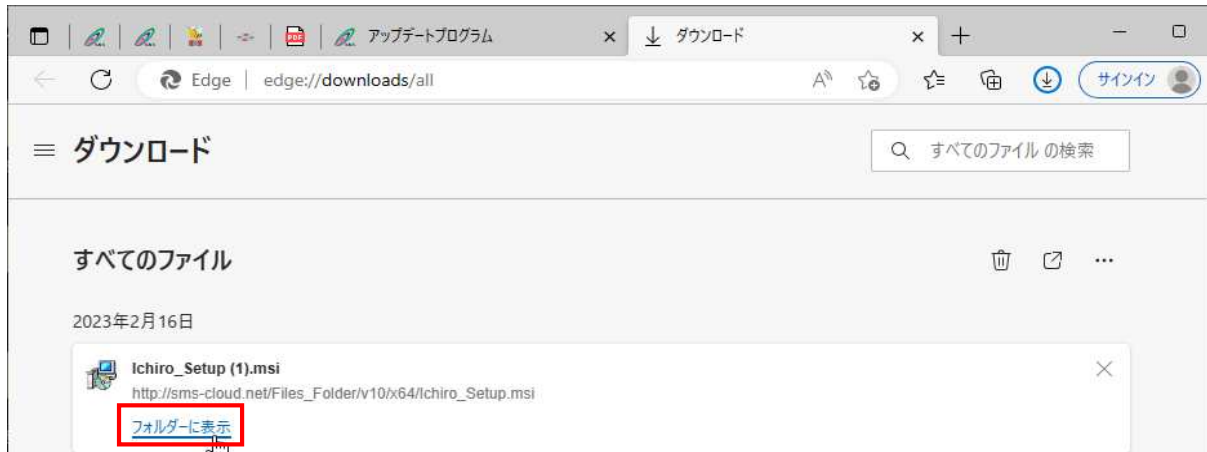 PDF
アップデートプログラム
ダウンロード
Edge | edge://downloads/all
サインイン
ダウンロード
すべてのファイル の検索
すべてのファイル
2023年2月16日
Ichiro_Setup (1).msi
http://sms-cloud.net/Files_Folder/v10/x64/Ichiro_Setup.msi
フォルダーに表示